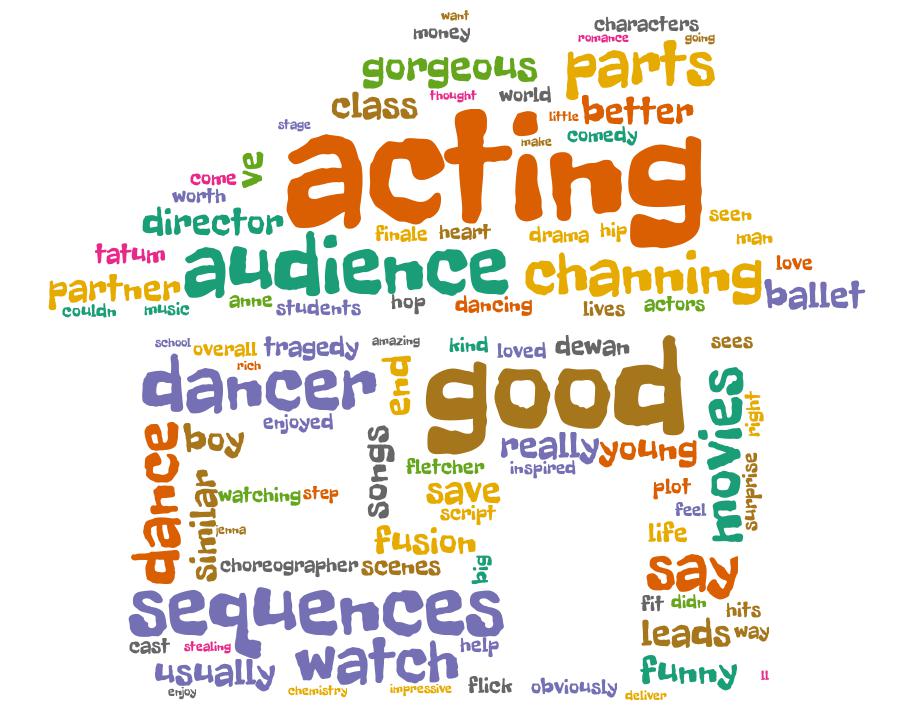 want
money
characters
romance going
gorgeous
parts
class
thought
world
better
little
stage
comedy
make
acting
ve
come
worth
director
seen
finale heart
drama hip
man
tatum
audience
channing
love
partner
ballet
couldn music
anne students
hop
dancing
lives
actors
school overall tragedy
amazing
kind loved dewan
sees
rich
dancer
end
good
movies
right
enjoyed
dance
boy
songs
really young
fletcher
inspired
similar
watching step
save
plot
surprise
script
feel
jenna
fusion
life
choreographer scenes
big
say
sequences
fit didn
hits
cast
stealing
watch
help
leads way
usually
funny
ll
enjoy
chemistry
impressive
flick
obviously
deliver